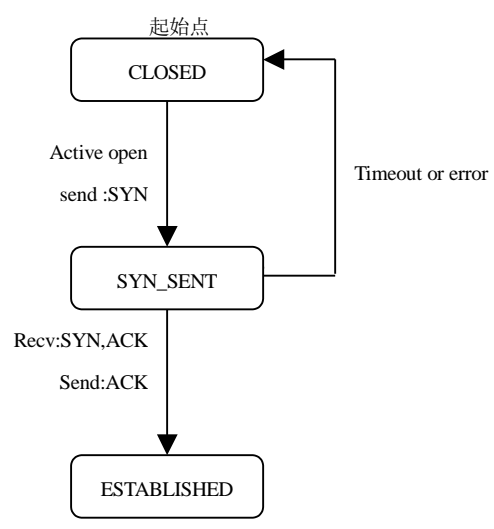 起始点
CLOSED
Active open
send :SYN
Timeout or error
SYN_SENT
Recv:SYN,ACK
Send:ACK
ESTABLISHED